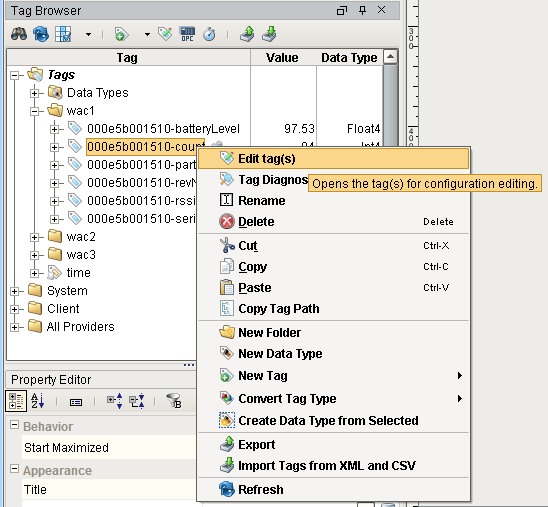 Tag Browser
Tag Value Data Type
Tags
Data Types
wac1
000e5b001510-batteryLevel 97.53 Float4
000e5b001510-count
000e5b001510-part
000e5b001510-rev
000e5b001510-rssi
000e5b001510-seri
wac2
wac3
time
System
Client
All Providers
Edit tag(s)
Tag Diagnos
Opens the tag(s) for configuration editing.
Rename
Delete Delete
Cut Ctrl-X
Copy Ctrl-C
Paste Ctrl-V
Copy Tag Path
New Folder
New Data Type
New Tag
Convert Tag Type
Create Data Type from Selected
Export
Import Tags from XML and CSV
Refresh
Property Editor
Behavior
Start Maximized
Appearance
Title
300